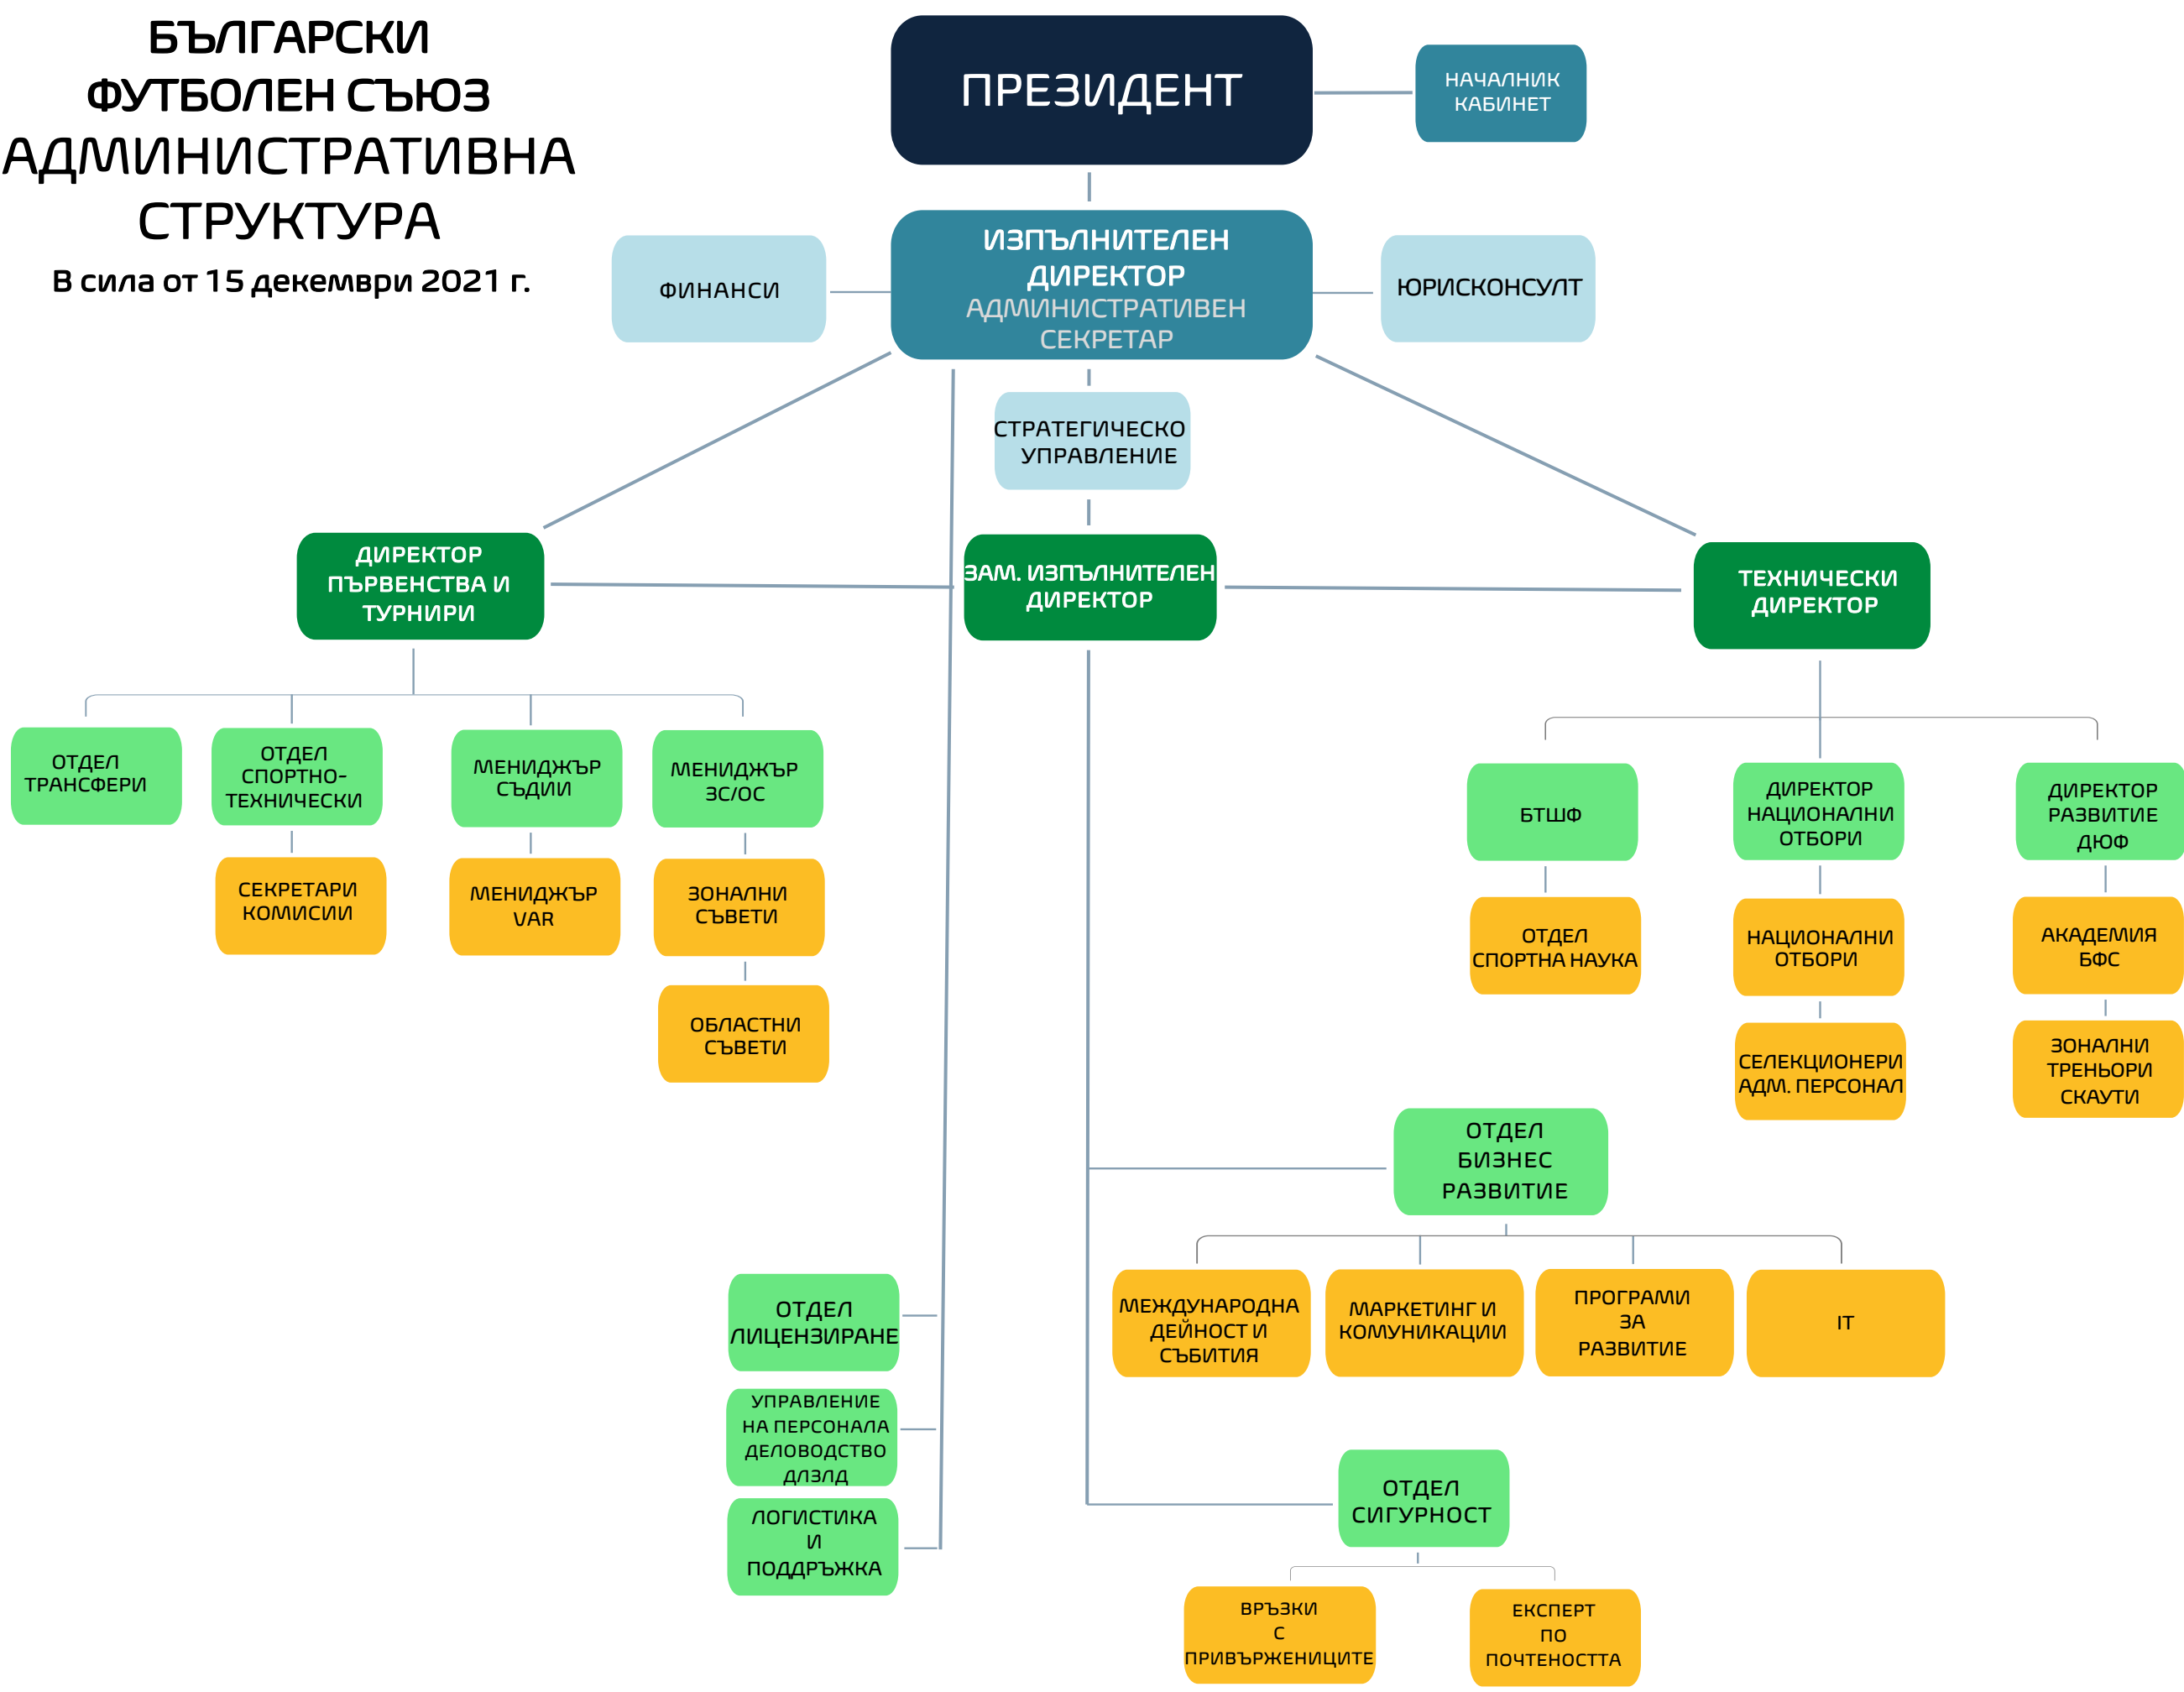 БЪЛГАРСКИ
ФУТБОЛЕН СЪЮЗ
АДМИНИСТРАТИВНА
СТРУКТУРА
В сила от 15 декември 2021 г.
ПРЕЗИДЕНТ
НАЧАЛНИК
КАБИНЕТ
ФИНАНСИ
ИЗПЪЛНИТЕЛЕН
ДИРЕКТОР
АДМИНИСТРАТИВЕН
СЕКРЕТАР
ЮРИСКОНСУЛТ
СТРАТЕГИЧЕСКО
УПРАВЛЕНИЕ
ДИРЕКТОР
ПЪРВЕНСТВА И
ТУРНИРИ
ЗАМ. ИЗПЪЛНИТЕЛЕН
ДИРЕКТОР
ТЕХНИЧЕСКИ
ДИРЕКТОР
ОТДЕЛ
ТРАНСФЕРИ
ОТДЕЛ
СПОРТНО-
ТЕХНИЧЕСКИ
МЕНИДЖЪР
СЪДИИ
МЕНИДЖЪР
ЗС/ОС
СЕКРЕТАРИ
КОМИСИИ
МЕНИДЖЪР
VAR
ЗОНАЛНИ
СЪВЕТИ
ОБЛАСТНИ
СЪВЕТИ
БТШФ
ДИРЕКТОР
НАЦИОНАЛНИ
ОТБОРИ
ДИРЕКТОР
РАЗВИТИЕ
ДЮФ
ОТДЕЛ
СПОРТНА НАУКА
НАЦИОНАЛНИ
ОТБОРИ
АКАДЕМИЯ
БФС
СЕЛЕКЦИОНЕРИ
АДМ. ПЕРСОНАЛ
ЗОНАЛНИ
ТРЕНЬОРИ
СКАУТИ
ОТДЕЛ
БИЗНЕС
РАЗВИТИЕ
МЕЖДУНАРОДНА
ДЕЙНОСТ И
СЪБИТИЯ
МАРКЕТИНГ И
КОМУНИКАЦИИ
ПРОГРАМИ
ЗА
РАЗВИТИЕ
IT
ОТДЕЛ
ЛИЦЕНЗИРАНЕ
УПРАВЛЕНИЕ
НА ПЕРСОНАЛА
ДЕЛОВОДСТВО
ДЛЗЛД
ЛОГИСТИКА
И
ПОДДРЪЖКА
ОТДЕЛ
СИГУРНОСТ
ВРЪЗКИ
С
ПРИВЪРЖЕНИЦИТЕ
ЕКСПЕРТ
ПО
ПОЧТЕНОСТТА